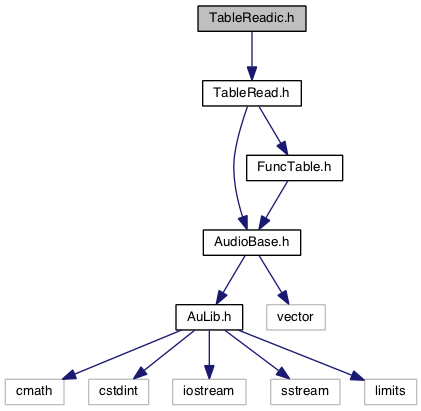 TableReadic.h
TableRead.h
FuncTable.h
AudioBase.h
AuLib.h
vector
cmath
cstdint
iostream
sstream
limits